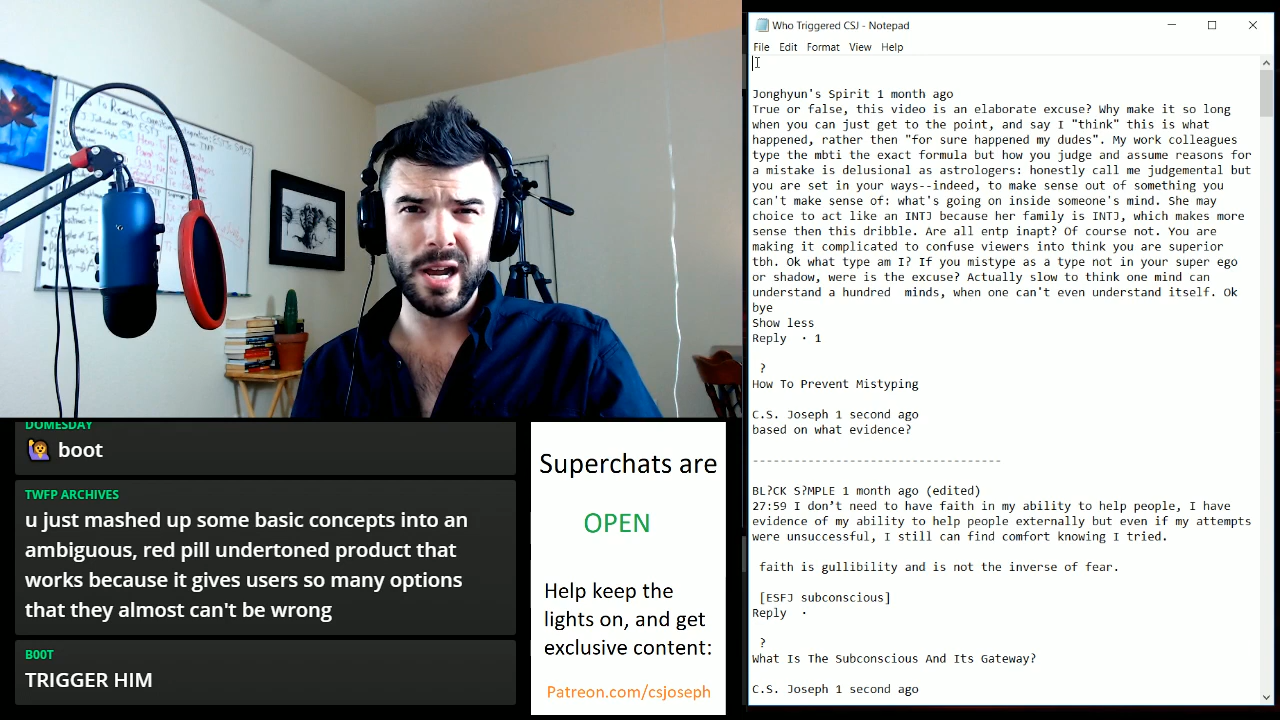 Who Triggered CSJ - Notepad
File Edit Format View Help
Jonghyun's Spirit 1 month ago
True or false, this video is an elaborate excuse? Why make it so long
when you can just get to the point, and say I "think" this is what
happened, rather then "for sure happened my dudes". My work colleagues
type the mbti the exact formula but how you judge and assume reasons for
a mistake is delusional as astrologers: honestly call me judgemental but
you are set in your ways--indeed, to make sense out of something you
can't make sense of: what's going on inside someone's mind. She may
choice to act like an INTJ because her family is INTJ, which makes more
sense then this dribble. Are all entp inapt? Of course not. You are
making it complicated to confuse viewers into think you are superior
tbh. Ok what type am I? If you mistype as a type not in your super ego
or shadow, were is the excuse? Actually slow to think one mind can
understand a hundred  minds, when one can't even understand itself. Ok
bye
Show less
Reply · 1
?
How To Prevent Mistyping
C.S. Joseph 1 second ago
based on what evidence?
---------------------------------
BL?CK S?MPLE 1 month ago (edited)
27:59 I don't need to have faith in my ability to help people, I have
evidence of my ability to help people externally but even if my attempts
were unsuccessful, I still can find comfort knowing I tried.
faith is gullibility and is not the inverse of fear.
[ESFJ subconscious]
Reply ·
?
What Is The Subconscious And Its Gateway?
C.S. Joseph 1 second ago
DOMESDAY
boot
TWFP ARCHIVES
u just mashed up some basic concepts into an
ambiguous, red pill undertoned product that
works because it gives users so many options
that they almost can't be wrong
B00T
TRIGGER HIM
Superchats are
OPEN
Help keep the
lights on, and get
exclusive content:
Patreon.com/csjoseph